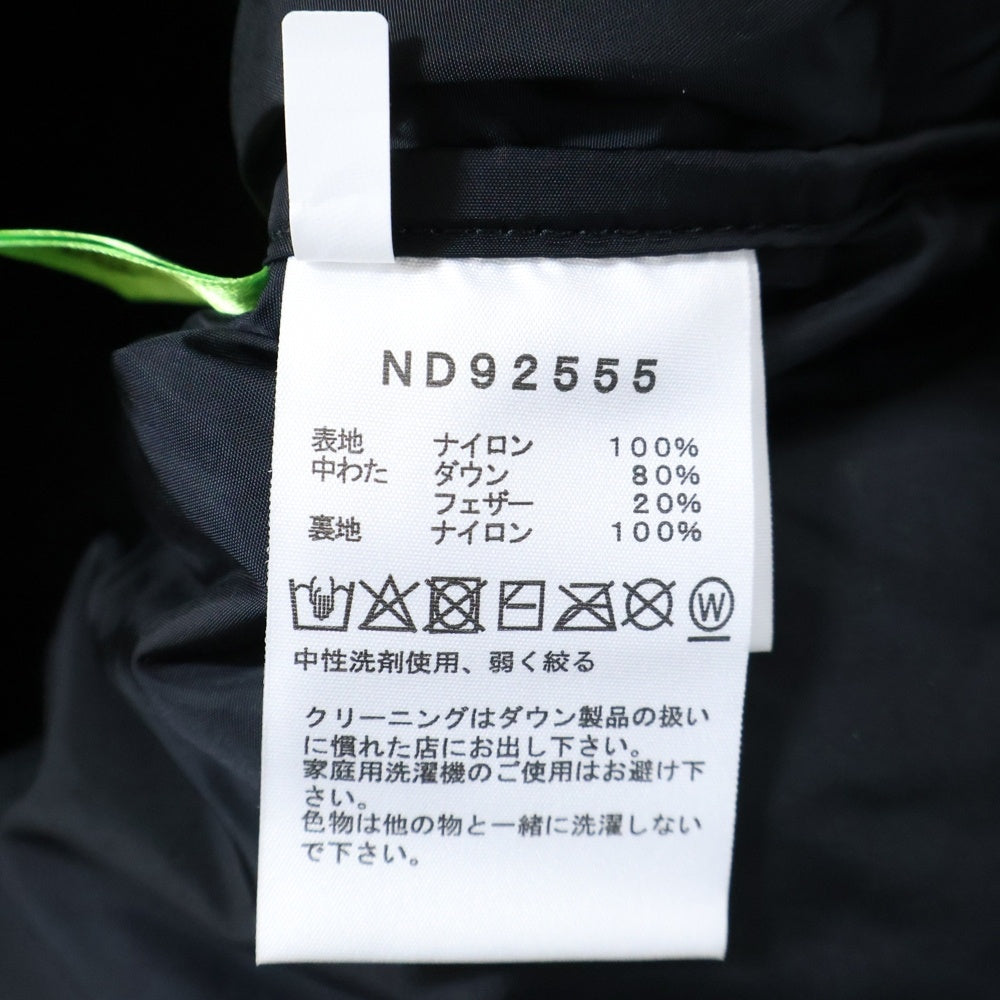 ND92555
表地 ナイロン 100%
中わた ダウン 80%
フェザー 20%
裏地 ナイロン 100%
W
中性洗剤使用、弱く絞る
クリーニングはダウン製品の扱い
に慣れた店にお出し下さい。
家庭用洗濯機のご使用はお避け下
さい。
色物は他の物と一緒に洗濯しない
で下さい。